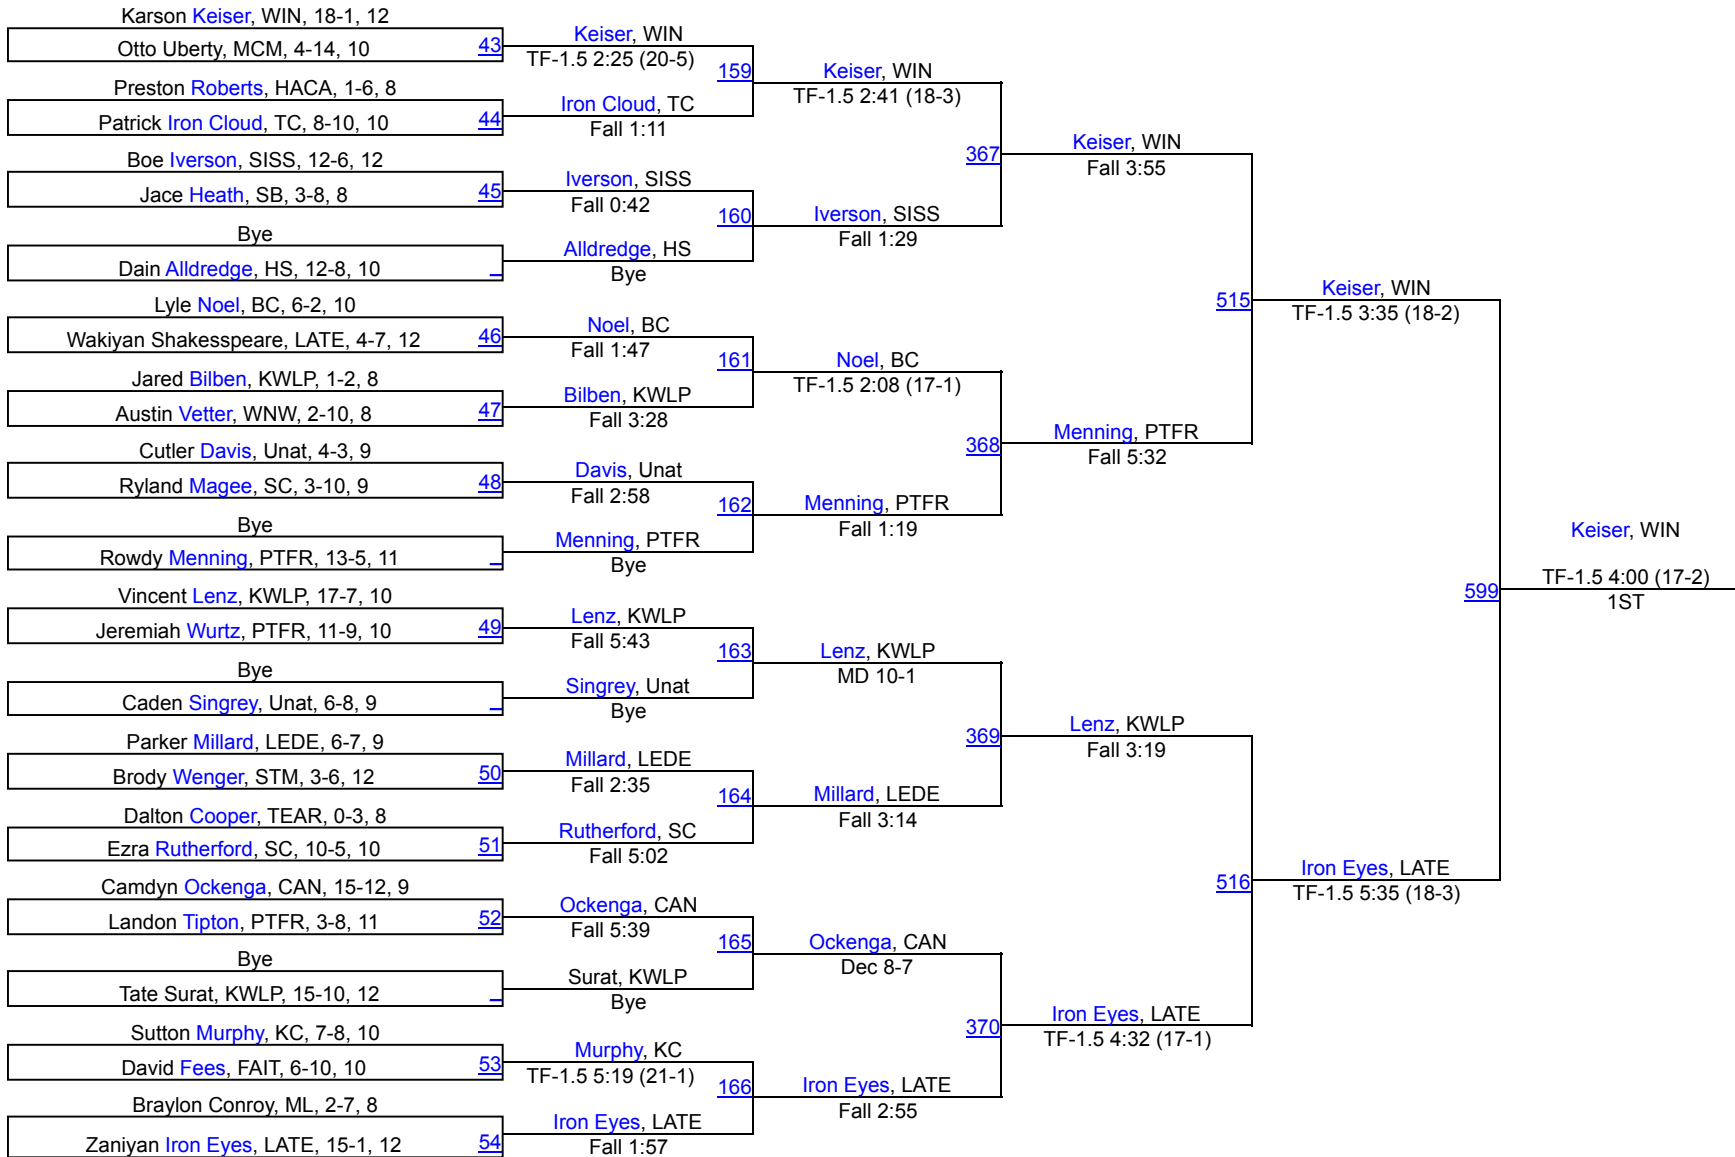 Karson Keiser, WIN, 18-1, 12
Otto Uberty, MCM, 4-14, 10
43
Preston Roberts, HACA, 1-6, 8
Patrick Iron Cloud, TC, 8-10, 10
44
Boe Iverson, SISS, 12-6, 12
Jace Heath, SB, 3-8, 8
45
Bye
Dain Alldredge, HS, 12-8, 10
Lyle Noel, BC, 6-2, 10
Wakiyan Shakesspeare, LATE, 4-7, 12
46
Jared Bilben, KWLP, 1-2, 8
Austin Vetter, WNW, 2-10, 8
47
Cutler Davis, Unat, 4-3, 9
Ryland Magee, SC, 3-10, 9
48
Bye
Rowdy Menning, PTFR, 13-5, 11
Vincent Lenz, KWLP, 17-7, 10
Jeremiah Wurtz, PTFR, 11-9, 10
49
Bye
Caden Singrey, Unat, 6-8, 9
Parker Millard, LEDE, 6-7, 9
Brody Wenger, STM, 3-6, 12
50
Dalton Cooper, TEAR, 0-3, 8
Ezra Rutherford, SC, 10-5, 10
51
Camdyn Ockenga, CAN, 15-12, 9
Landon Tipton, PTFR, 3-8, 11
52
Bye
Tate Surat, KWLP, 15-10, 12
Sutton Murphy, KC, 7-8, 10
David Fees, FAIT, 6-10, 10
53
Braylon Conroy, ML, 2-7, 8
Zaniyan Iron Eyes, LATE, 15-1, 12
54
Keiser, WIN
TF-1.5 2:25 (20-5)
159
Iron Cloud, TC
Fall 1:11
Iverson, SISS
Fall 0:42
160
Alldredge, HS
Bye
Noel, BC
Fall 1:47
161
Bilben, KWLP
Fall 3:28
Davis, Unat
Fall 2:58
162
Menning, PTFR
Bye
Lenz, KWLP
Fall 5:43
163
Singrey, Unat
Bye
Millard, LEDE
Fall 2:35
164
Rutherford, SC
Fall 5:02
Ockenga, CAN
Fall 5:39
165
Surat, KWLP
Bye
Murphy, KC
TF-1.5 5:19 (21-1)
166
Iron Eyes, LATE
Fall 1:57
Keiser, WIN
TF-1.5 2:41 (18-3)
367
Iverson, SISS
Fall 1:29
Noel, BC
TF-1.5 2:08 (17-1)
368
Menning, PTFR
Fall 1:19
Lenz, KWLP
MD 10-1
369
Millard, LEDE
Fall 3:14
Ockenga, CAN
Dec 8-7
370
Iron Eyes, LATE
Fall 2:55
Keiser, WIN
Fall 3:55
515
Menning, PTFR
Fall 5:32
Lenz, KWLP
Fall 3:19
516
Iron Eyes, LATE
TF-1.5 4:32 (17-1)
Keiser, WIN
TF-1.5 3:35 (18-2)
599
Iron Eyes, LATE
TF-1.5 5:35 (18-3)
Keiser, WIN
TF-1.5 4:00 (17-2)
1ST